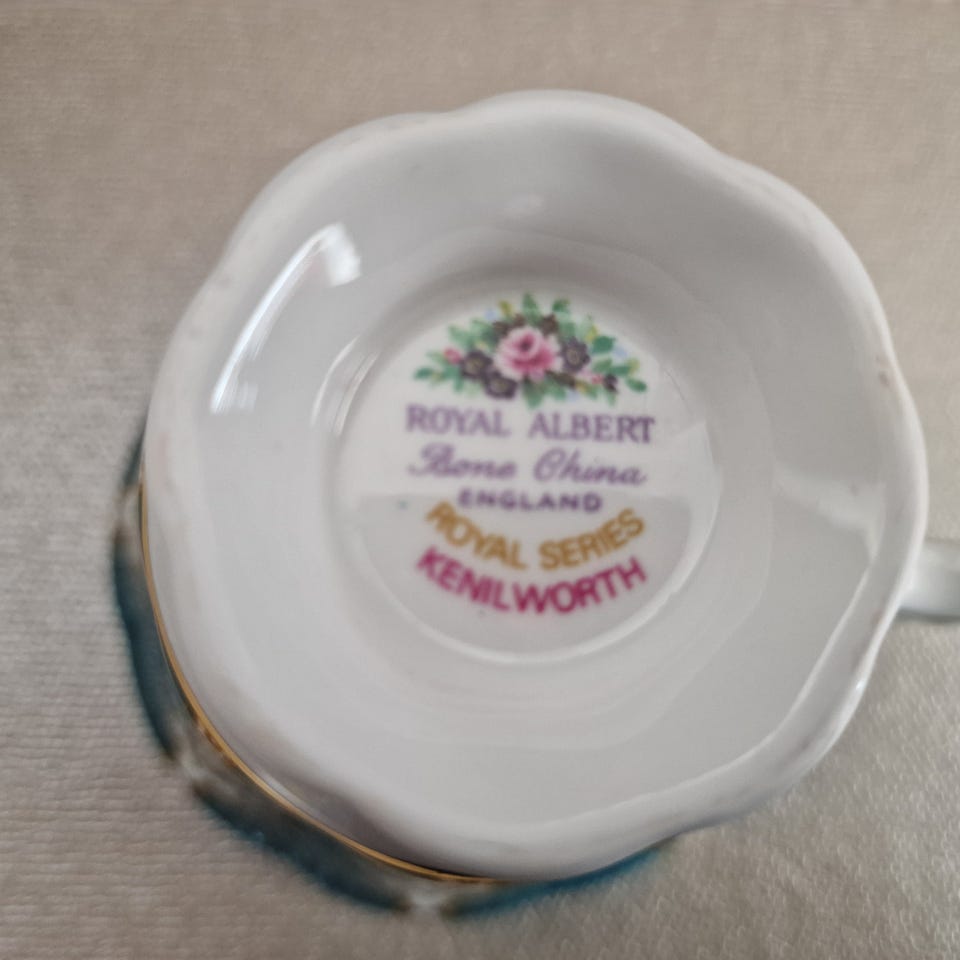 ROYAL ALBERT
Bone China
ENGLAND
ROYAL SERIES
KENILWORTH